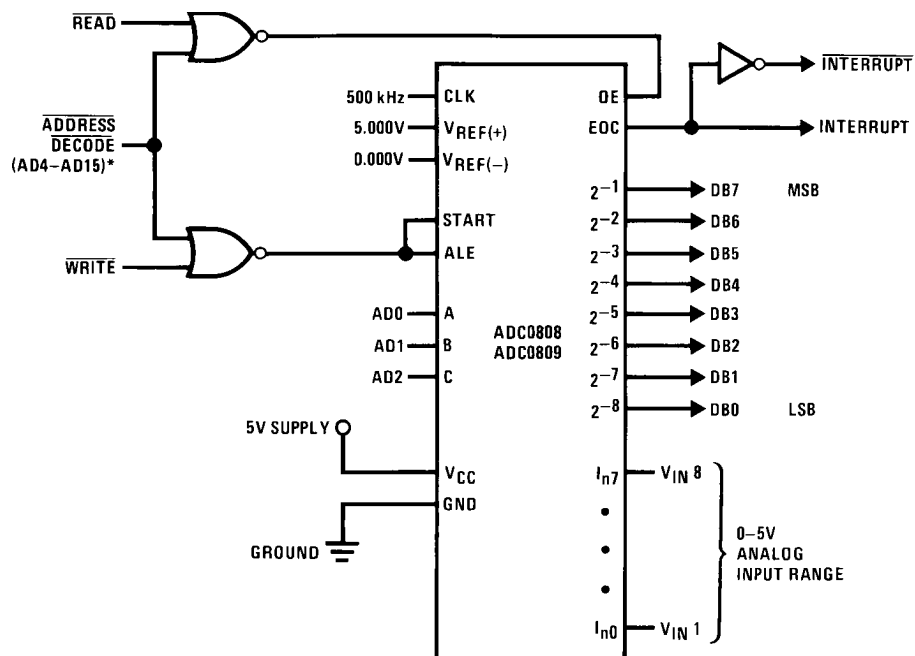 READ
ADDRESS
DECODE
(AD4–AD15)*
WRITE
500 kHz
5.000V
0.000V
CLK
VREF(+)
VREF(−)
START
ALE
AD0
AD1
AD2
A
B
C
5V SUPPLY
VCC
GND
GROUND
ADC0808
ADC0809
OE
EOC
INTERRUPT
INTERRUPT
2−1 DB7 MSB
2−2 DB6
2−3 DB5
2−4 DB4
2−5 DB3
2−6 DB2
2−7 DB1
2−8 DB0 LSB
In7 VIN 8
In0 VIN 1
0–5V
ANALOG
INPUT RANGE